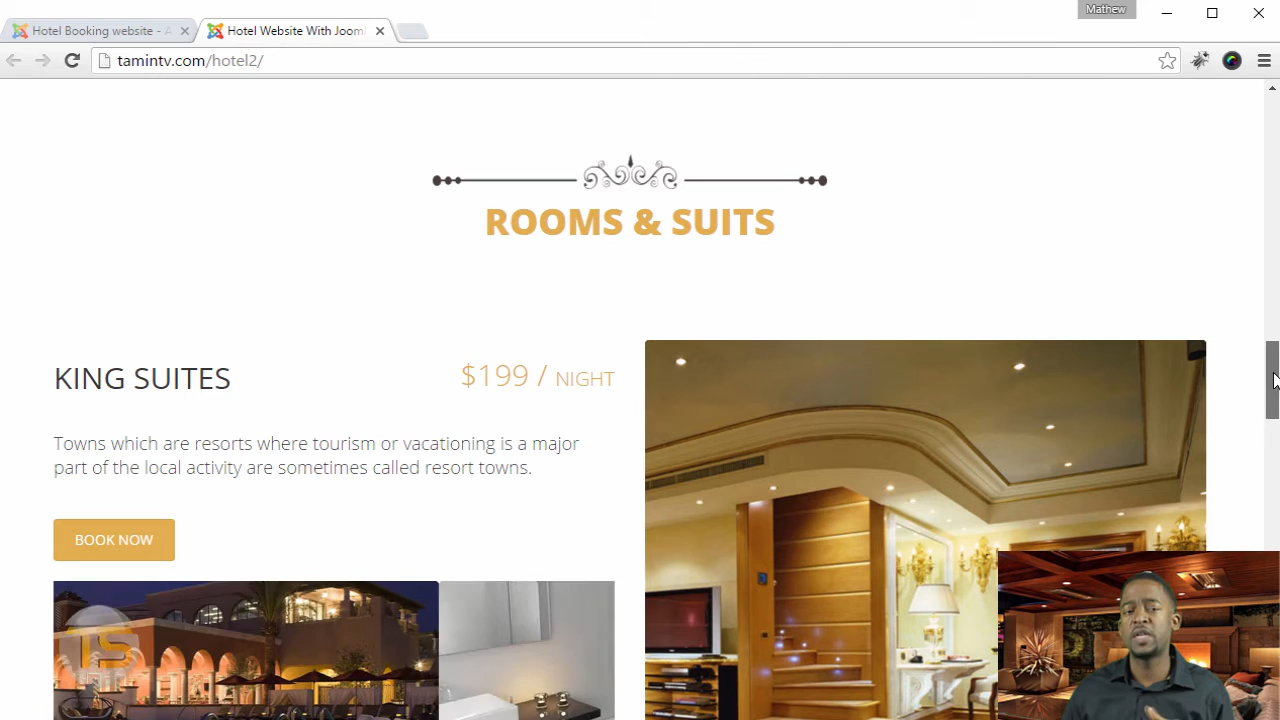 Mathew
Hotel Booking website - A
Hotel Website With Jooml
tamintv.com/hotel2/
ROOMS & SUITS
KING SUITES
$199 / NIGHT
Towns which are resorts where tourism or vacationing is a major
part of the local activity are sometimes called resort towns.
BOOK NOW
TS